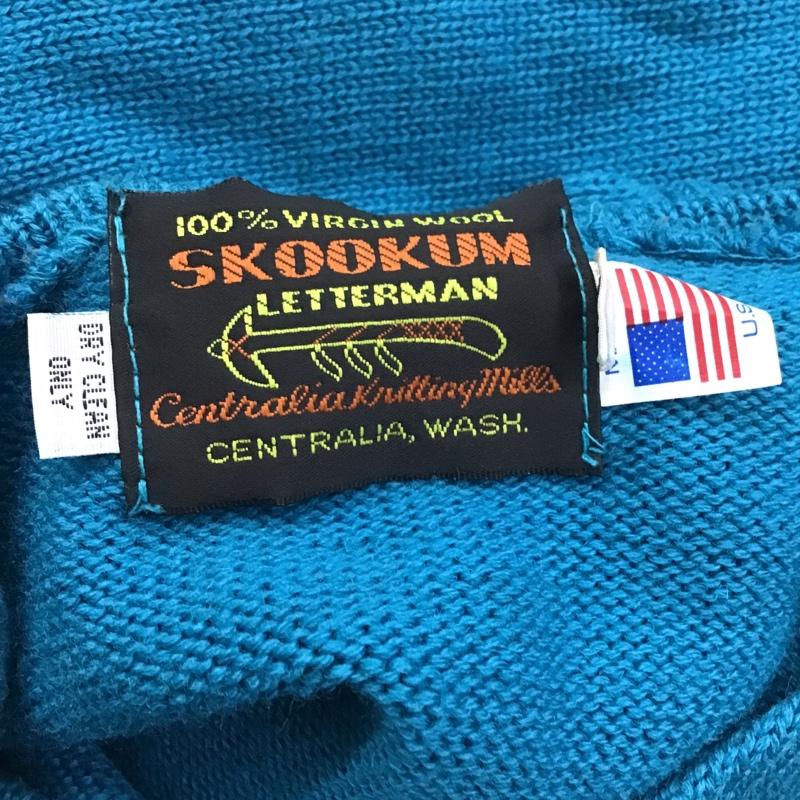 100% VIRGIN WOOL
SKOOKUM
LETTERMAN
Centralia Knitting Mills
CENTRALIA, WASH.
DRY CLEAN
ONLY